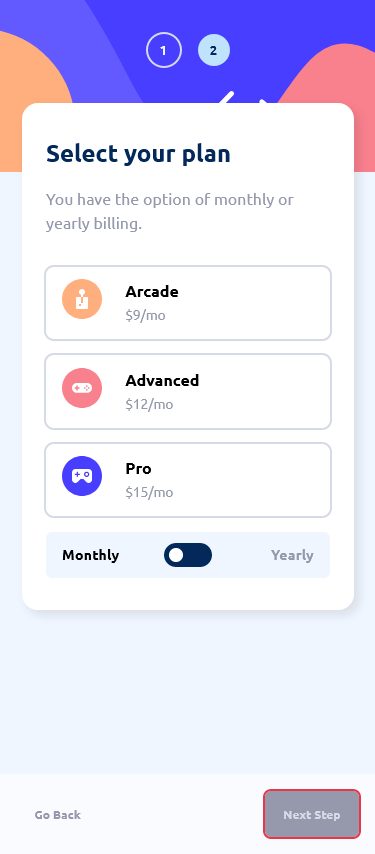 1 2
Select your plan
You have the option of monthly or
yearly billing.
Arcade
$9/mo
Advanced
$12/mo
Pro
$15/mo
Monthly Yearly
Go Back Next Step